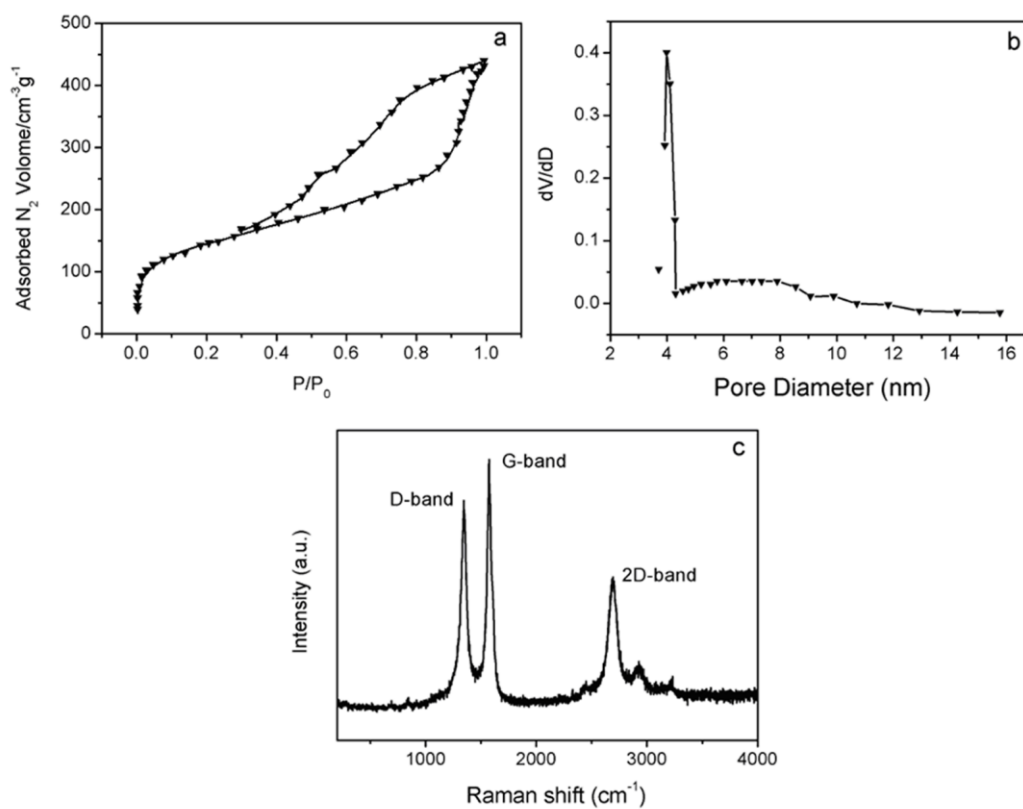 a
500
400
300
200
100
0
Adsorbed N₂ Volume/cm⁻³g⁻¹
0.0 0.2 0.4 0.6 0.8 1.0
P/P₀
b
0.4
0.3
0.2
0.1
0.0
dV/dD
2 4 6 8 10 12 14 16
Pore Diameter (nm)
c
G-band
D-band
2D-band
Intensity (a.u.)
1000 2000 3000 4000
Raman shift (cm⁻¹)